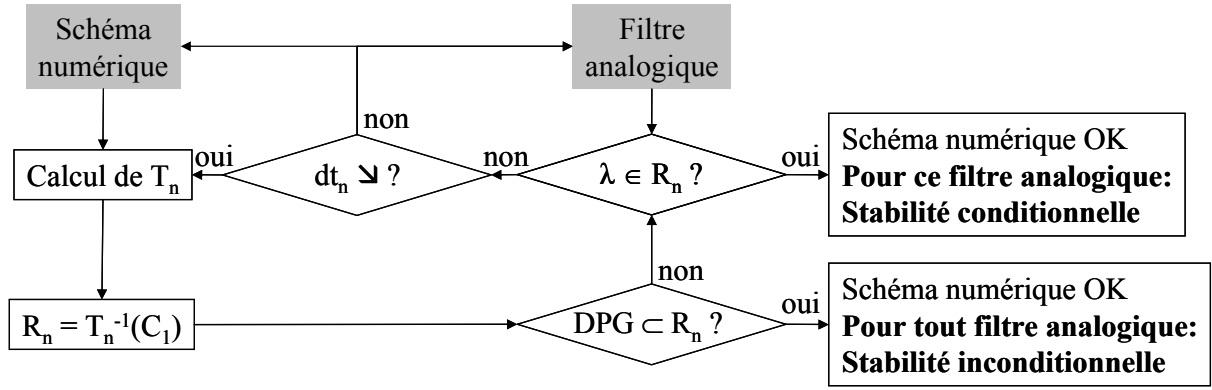 Schéma
numérique
Filtre
analogique
non
Calcul de Tₙ
oui
dtₙ ➘ ?
non
λ ∈ Rₙ ?
oui
Schéma numérique OK
Pour ce filtre analogique:
Stabilité conditionnelle
non
Rₙ = Tₙ⁻¹(C₁)
DPG ⊂ Rₙ ?
oui
Schéma numérique OK
Pour tout filtre analogique:
Stabilité inconditionnelle